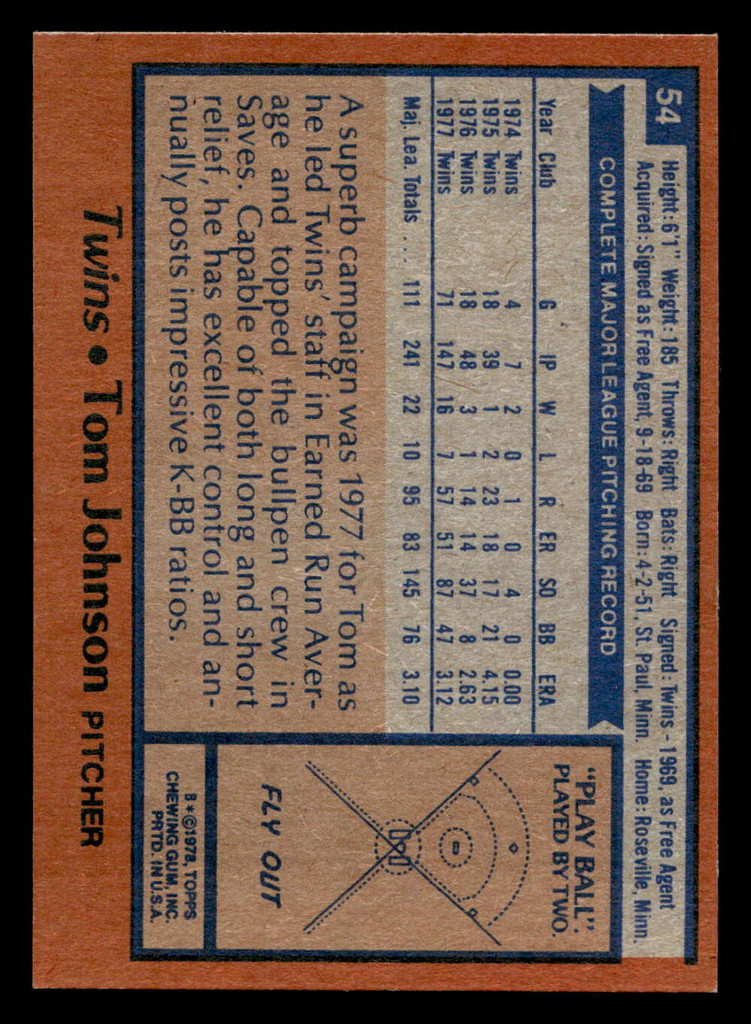 54
Height: 6'1" Weight: 185 Throws: Right Bats: Right Signed: Twins - 1969, as Free Agent
Acquired: Signed as Free Agent, 9-18-69 Born: 4-2-51, St. Paul, Minn. Home: Roseville, Minn.
COMPLETE MAJOR LEAGUE PITCHING RECORD
Year Club G IP W L R ER SO BB ERA
1974 Twins 4 7 2 0 1 0 4 0 0.00
1975 Twins 18 39 1 2 23 18 17 21 4.15
1976 Twins 18 48 3 1 14 14 37 8 2.63
1977 Twins 71 147 16 7 57 51 87 47 3.12
Maj. Lea. Totals ... 111 241 22 10 95 83 145 76 3.10
A superb campaign was 1977 for Tom as
he led Twins' staff in Earned Run Aver-
age and topped the bullpen crew in
Saves. Capable of both long and short
relief, he has excellent control and an-
nually posts impressive K-BB ratios.
"PLAY BALL".
PLAYED BY TWO.
FLY OUT
B*©1978, TOPPS
CHEWING GUM, INC.
PRTD. IN U.S.A.
Twins • Tom Johnson PITCHER